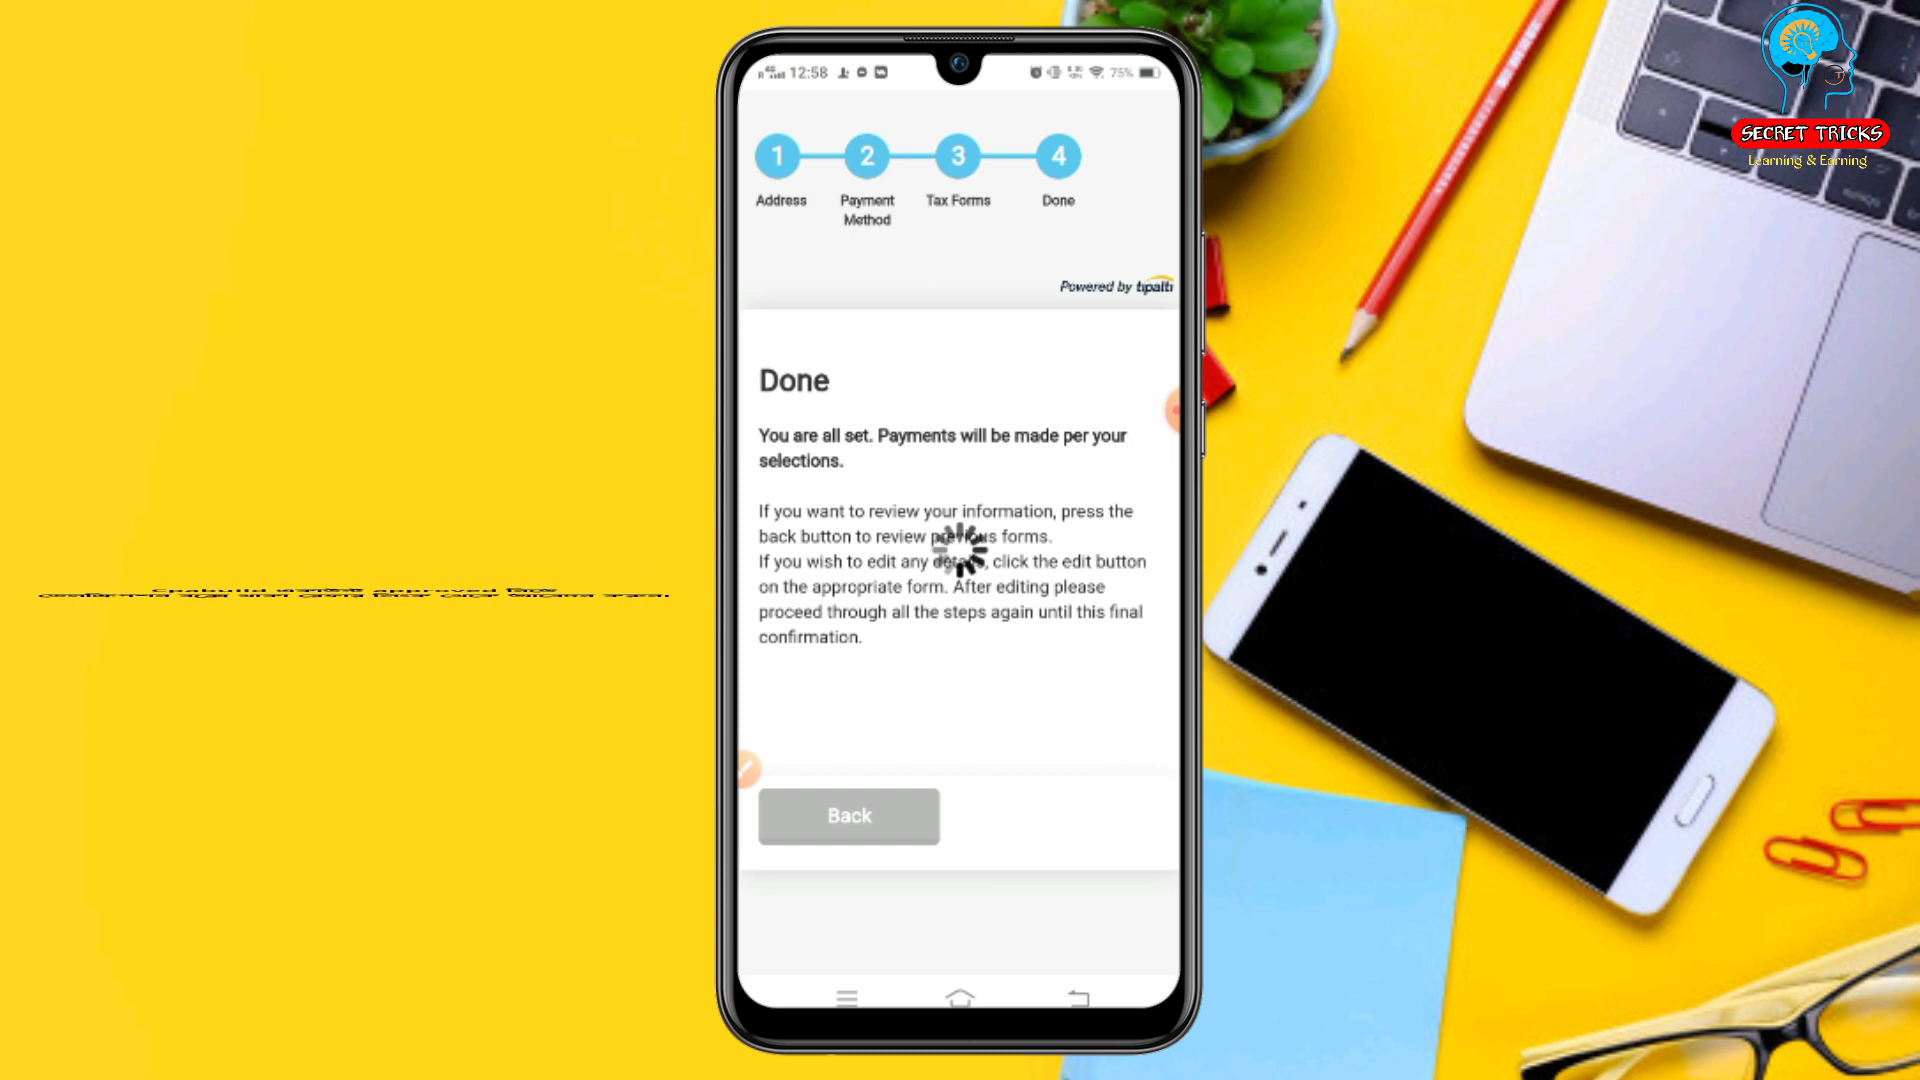 12:58
75%
1
2
3
4
Address
Payment
Method
Tax Forms
Done
Powered by tipalti
Done
You are all set. Payments will be made per your
selections.
If you want to review your information, press the
back button to review previous forms.
If you wish to edit any details, click the edit button
on the appropriate form. After editing please
proceed through all the steps again until this final
confirmation.
Back
SECRET TRICKS
Learning & Earning
Cpabuild approved